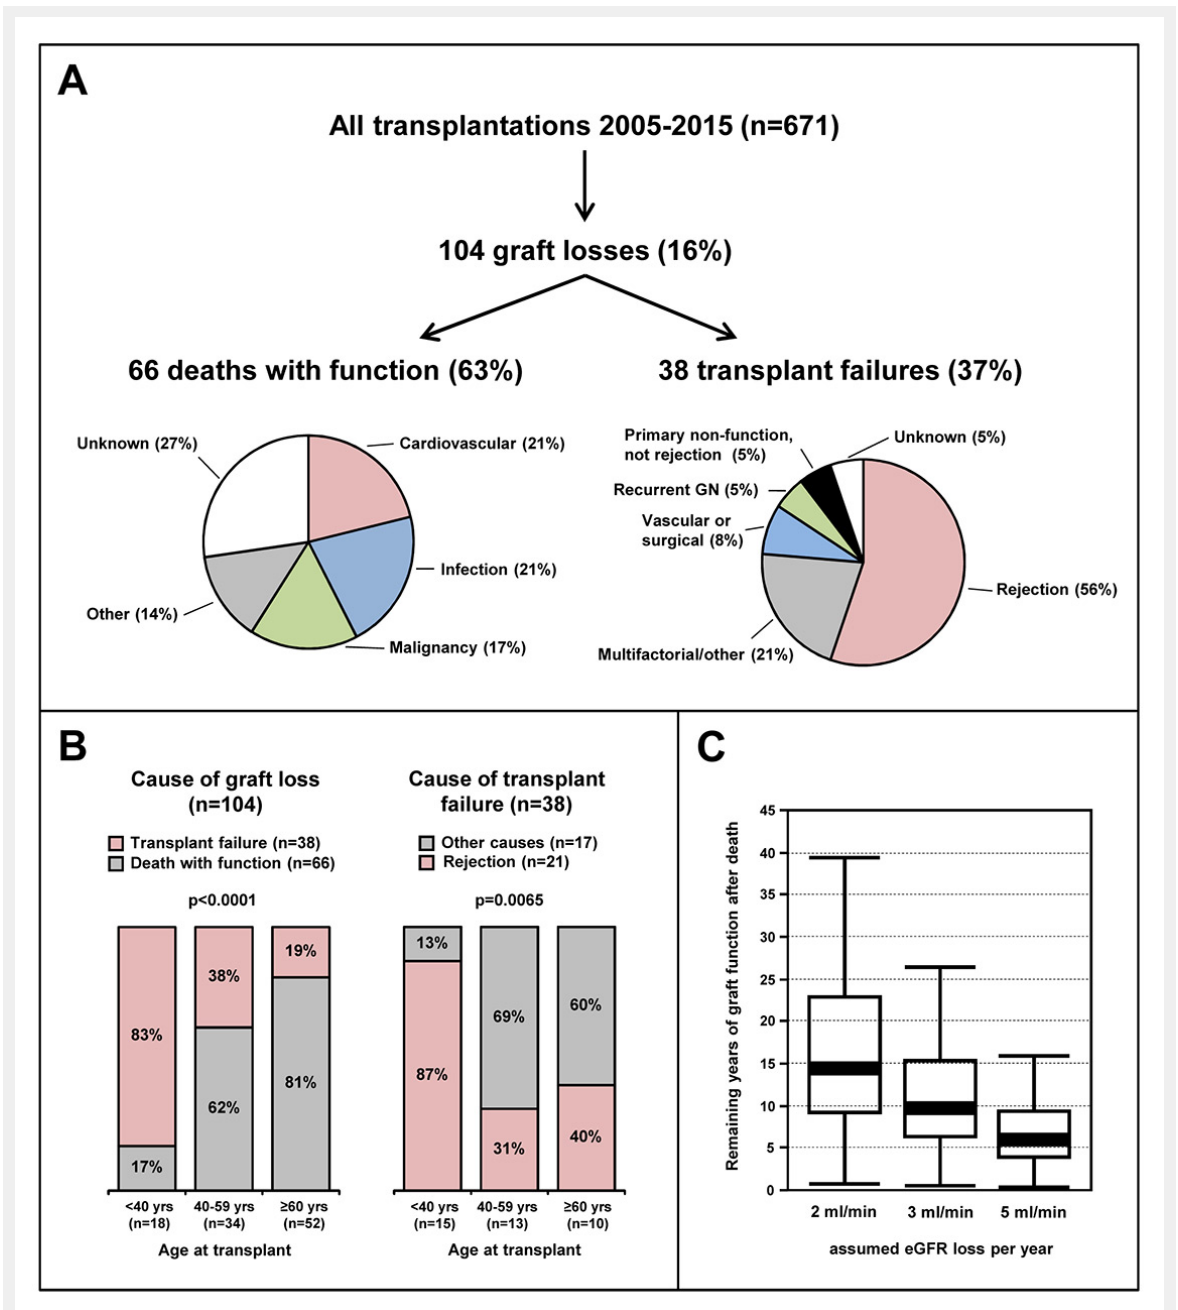 A
All transplantations 2005-2015 (n=671)
104 graft losses (16%)
66 deaths with function (63%)
38 transplant failures (37%)
Unknown (27%)
Cardiovascular (21%)
Infection (21%)
Malignancy (17%)
Other (14%)
Primary non-function,
not rejection (5%)
Unknown (5%)
Recurrent GN (5%)
Vascular or
surgical (8%)
Rejection (56%)
Multifactorial/other (21%)
B
Cause of graft loss
(n=104)
Transplant failure (n=38)
Death with function (n=66)
p<0.0001
83%
17%
38%
62%
19%
81%
<40 yrs
(n=18)
40-59 yrs
(n=34)
≥60 yrs
(n=52)
Age at transplant
Cause of transplant
failure (n=38)
Other causes (n=17)
Rejection (n=21)
p=0.0065
13%
87%
69%
31%
60%
40%
<40 yrs
(n=15)
40-59 yrs
(n=13)
≥60 yrs
(n=10)
Age at transplant
C
Remaining years of graft function after death
45
40
35
30
25
20
15
10
5
0
2 ml/min
3 ml/min
5 ml/min
assumed eGFR loss per year